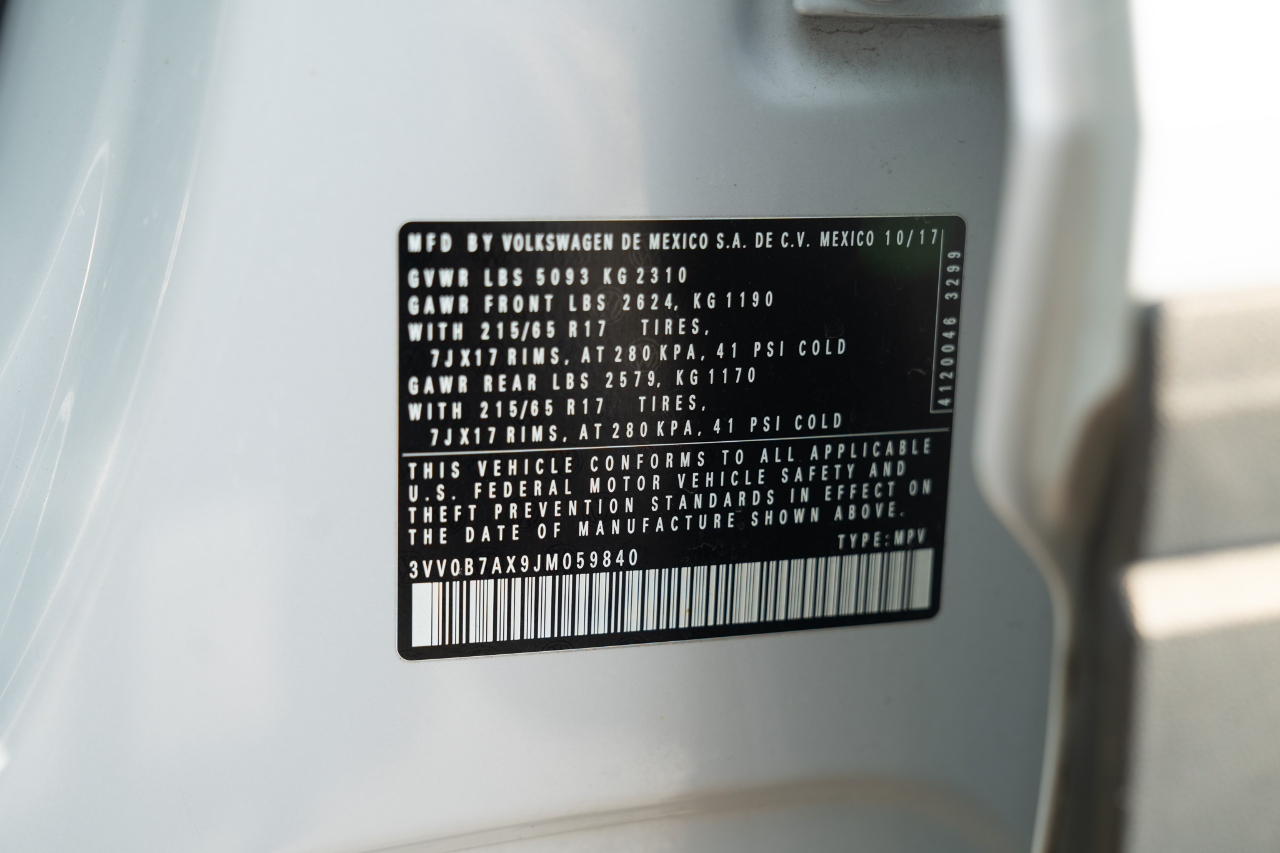 MFD BY VOLKSWAGEN DE MEXICO S.A. DE C.V. MEXICO 10/17
GVWR LBS 5093 KG 2310
GAWR FRONT LBS 2624, KG 1190
WITH 215/65 R17 TIRES,
7JX17 RIMS, AT 280 KPA, 41 PSI COLD
GAWR REAR LBS 2579, KG 1170
WITH 215/65 R17 TIRES,
7JX17 RIMS, AT 280 KPA, 41 PSI COLD
4120046 3299
THIS VEHICLE CONFORMS TO ALL APPLICABLE
U.S. FEDERAL MOTOR VEHICLE SAFETY AND
THEFT PREVENTION STANDARDS IN EFFECT ON
THE DATE OF MANUFACTURE SHOWN ABOVE.
TYPE:MPV
3VV0B7AX9JM059840